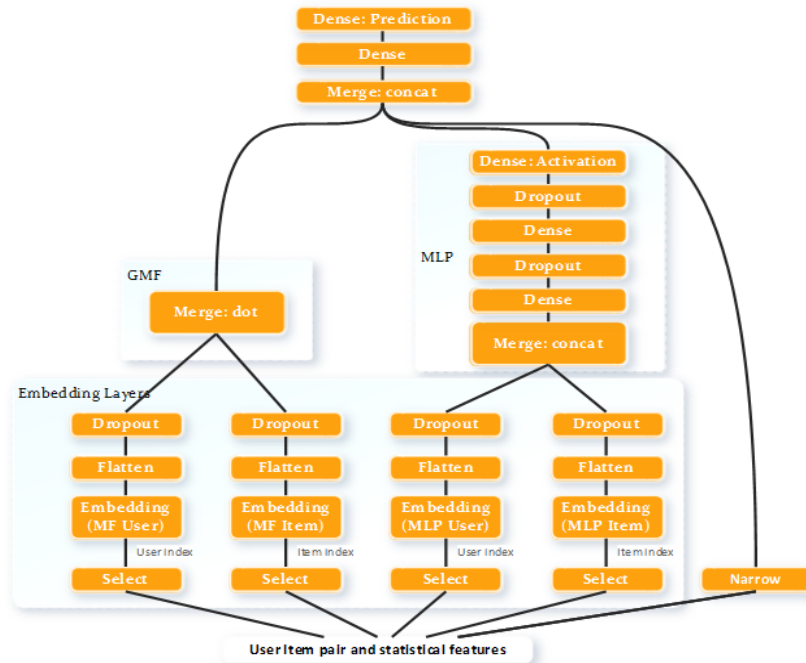 Dense: Prediction
Dense
Merge: concat
Dense: Activation
Dropout
Dense
MLP
Dropout
Dense
Merge: concat
GMF
Merge: dot
Embedding Layers
Dropout Dropout Dropout Dropout
Flatten Flatten Flatten Flatten
Embedding Embedding Embedding Embedding
(MF User) (MF Item) (MLP User) (MLP Item)
User Index Item Index User Index Item Index
Select Select Select Select Narrow
User Item pair and statistical features